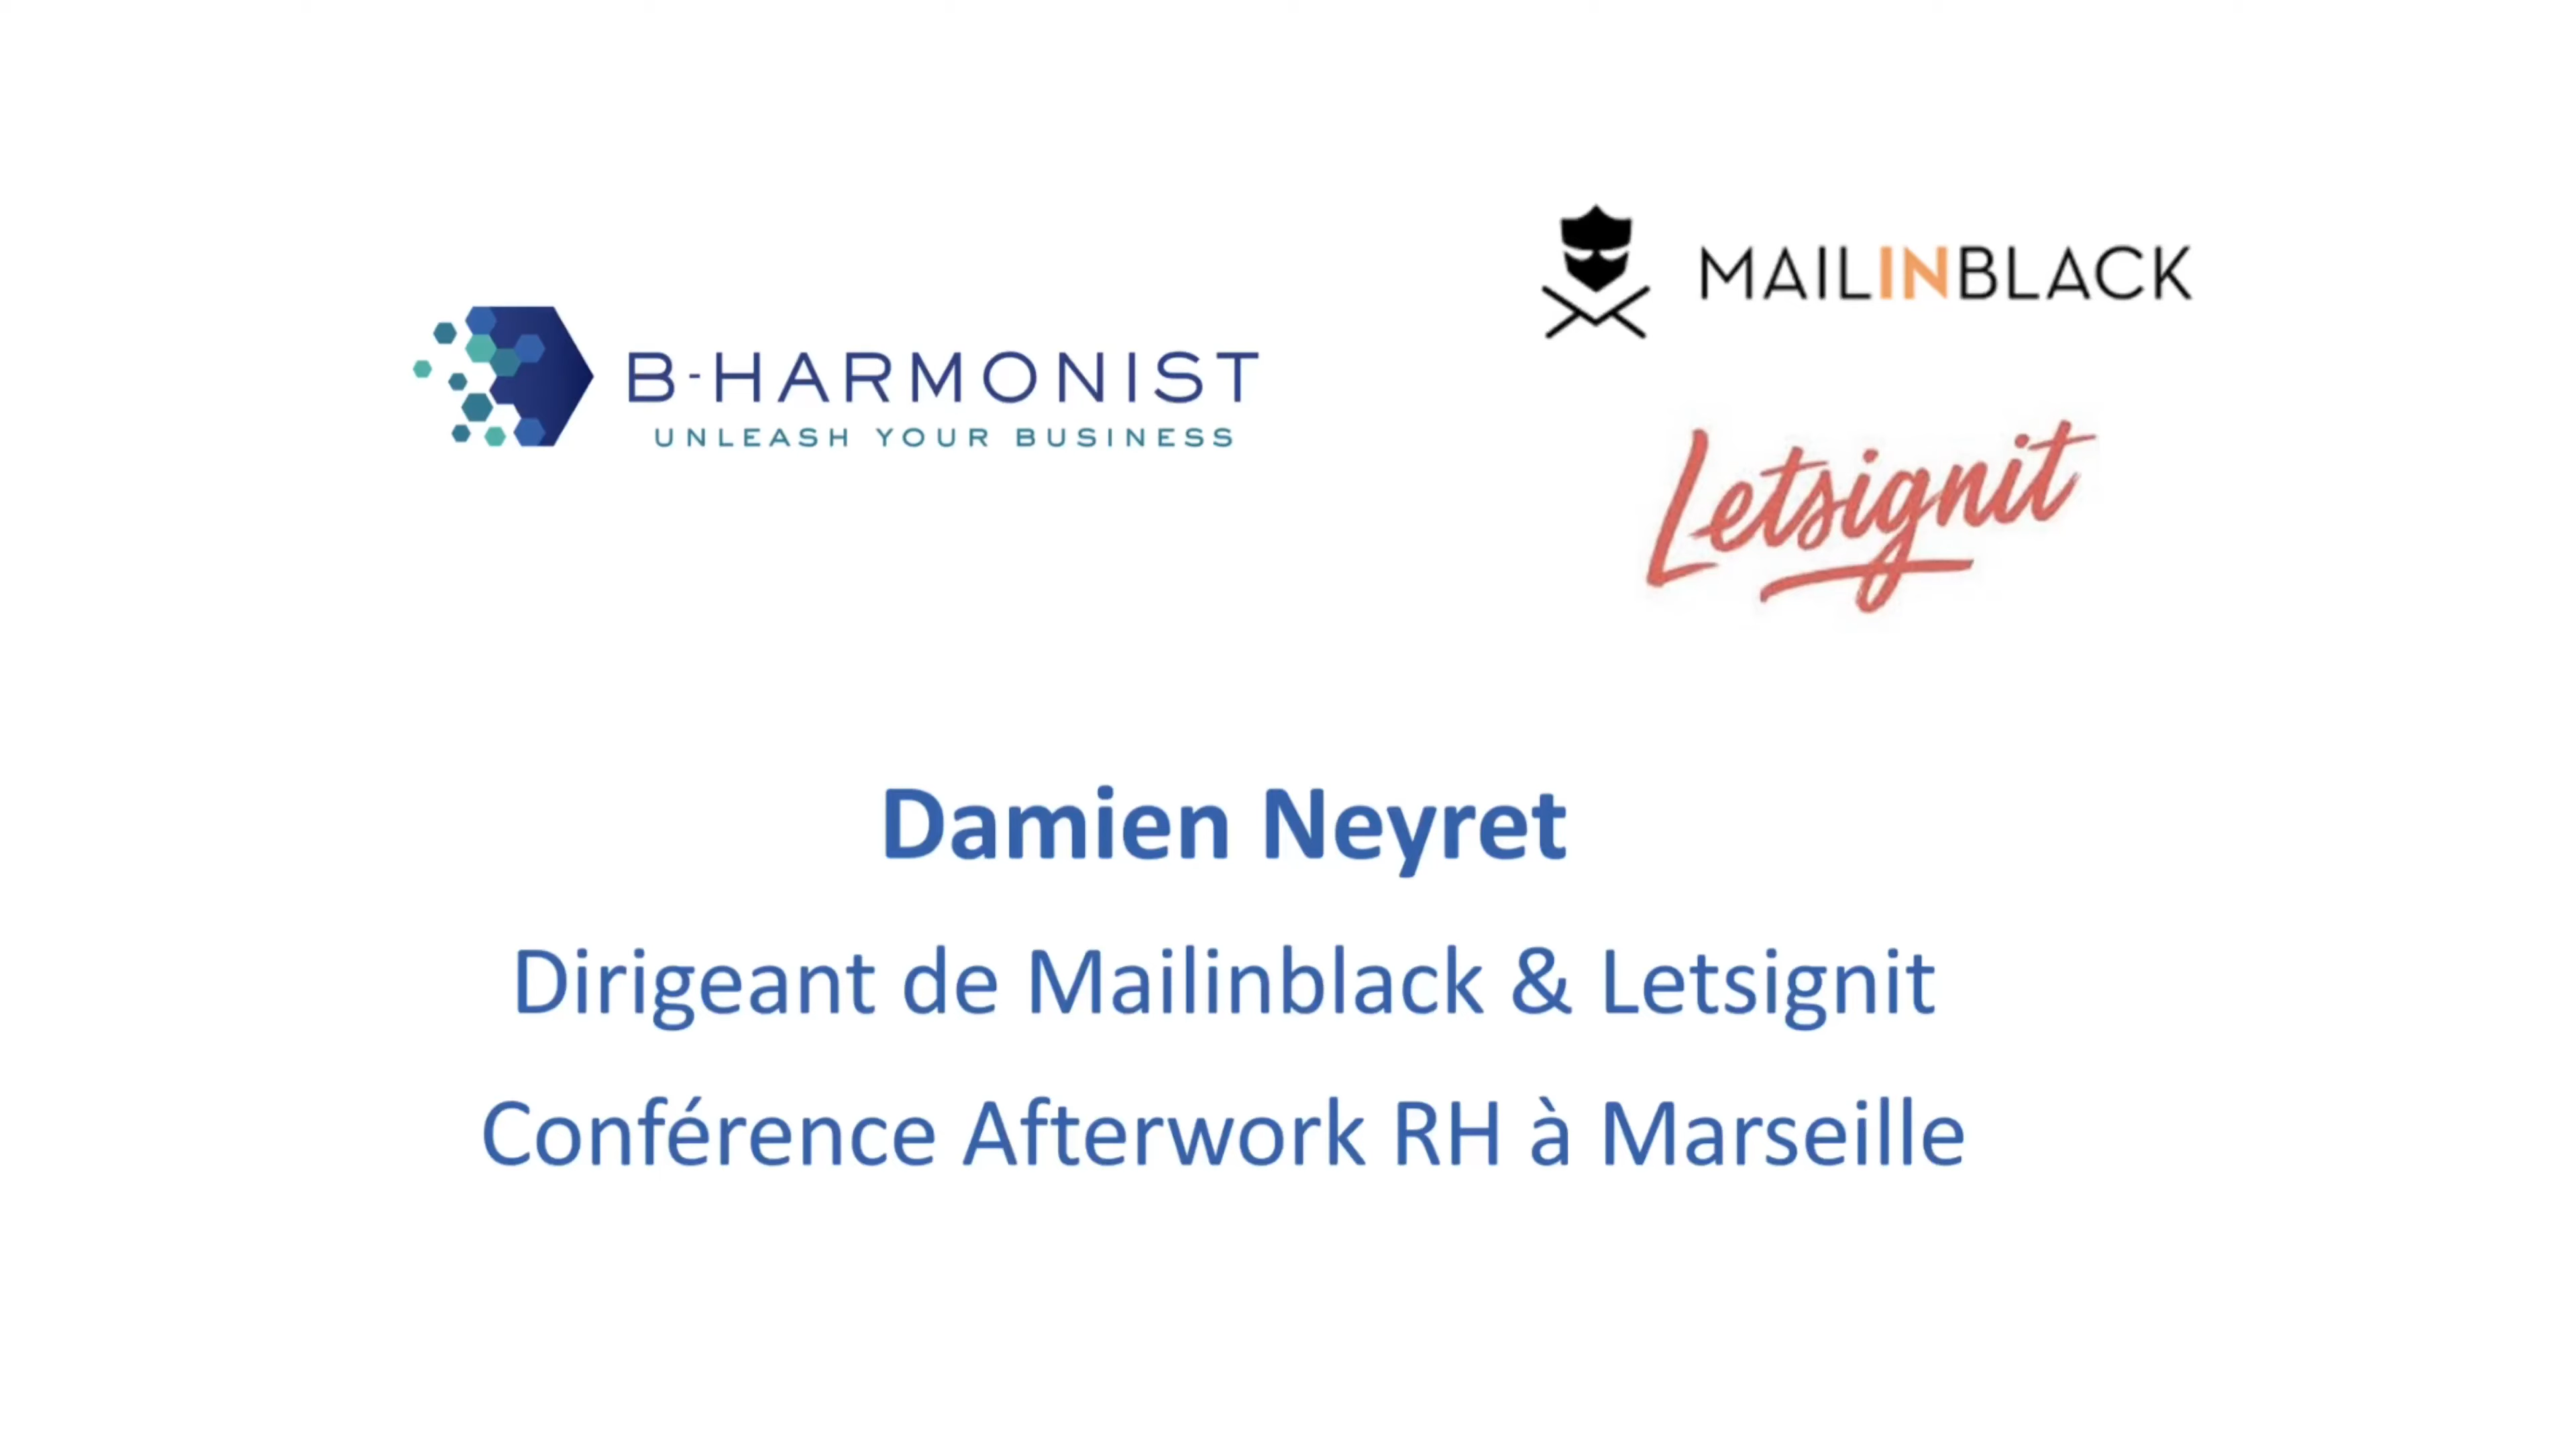 B-HARMONIST
UNLEASH YOUR BUSINESS
MAILINBLACK
Letsignit
Damien Neyret
Dirigeant de Mailinblack & Letsignit
Conférence Afterwork RH à Marseille